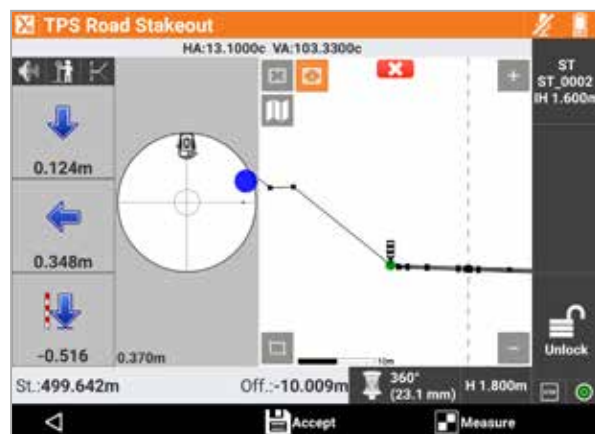 TPS Road Stakeout
HA:13.1000c VA:103.3300c
ST
ST_0002
IH 1.600m
0.124m
0.348m
-0.516
0.370m
10m
Unlock
St.:499.642m
Off.:-10.009m
360°
(23.1 mm)
H 1.800m
Accept
Measure